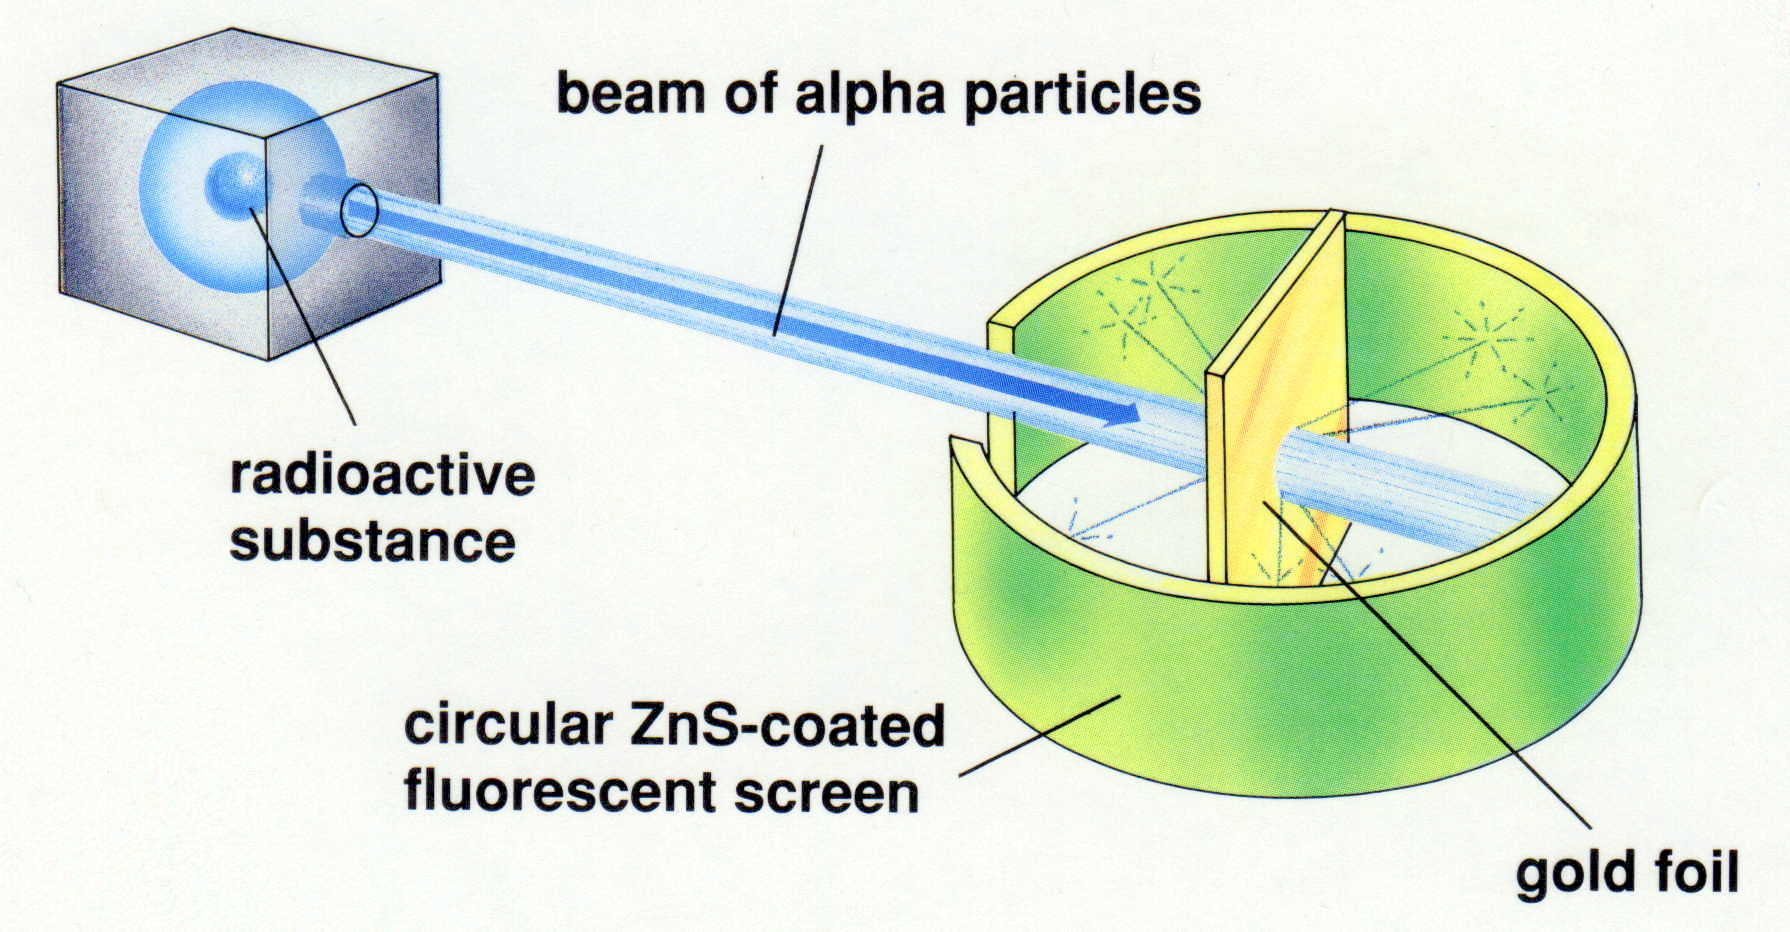 beam of alpha particles
radioactive
substance
circular ZnS-coated
fluorescent screen
gold foil